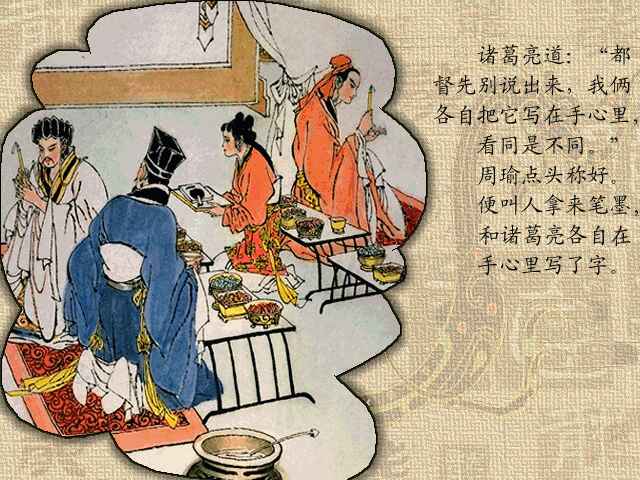 诸葛亮道：“都
督先别说出来，我俩
各自把它写在手心里，
看同是不同。”
周瑜点头称好。
便叫人拿来笔墨
和诸葛亮各自在
手心里写了字。